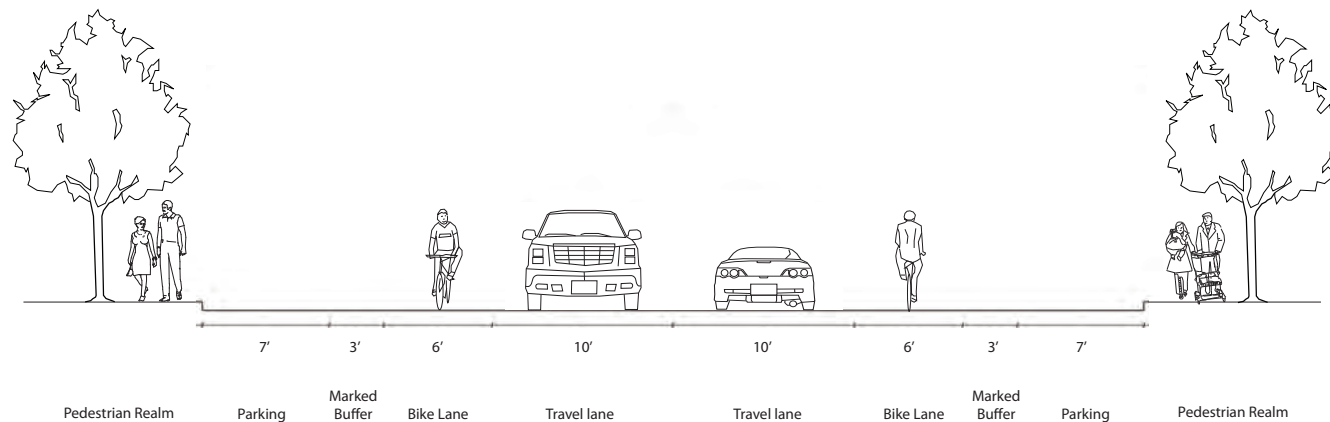 7’ 3’ 6’ 10’ 10’ 6’ 3’ 7’
Pedestrian Realm Parking Marked Buffer Bike Lane Travel lane Travel lane Bike Lane Marked Buffer Parking Pedestrian Realm